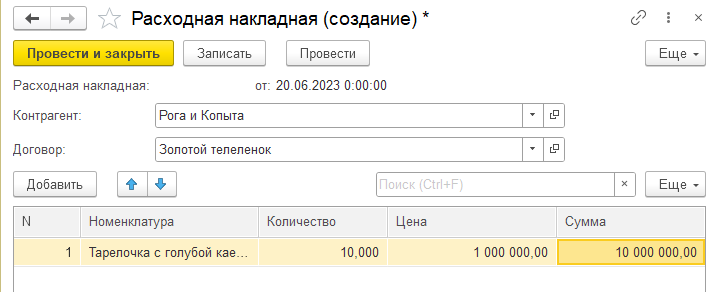 Расходная накладная (создание) *
Провести и закрыть Записать Провести Еще
Расходная накладная: от: 20.06.2023 0:00:00
Контрагент: Рога и Копыта
Договор: Золотой телеленок
Добавить Поиск (Ctrl+F) Еще
N Номенклатура Количество Цена Сумма
1 Тарелочка с голубой кае... 10,000 1 000 000,00 10 000 000,00